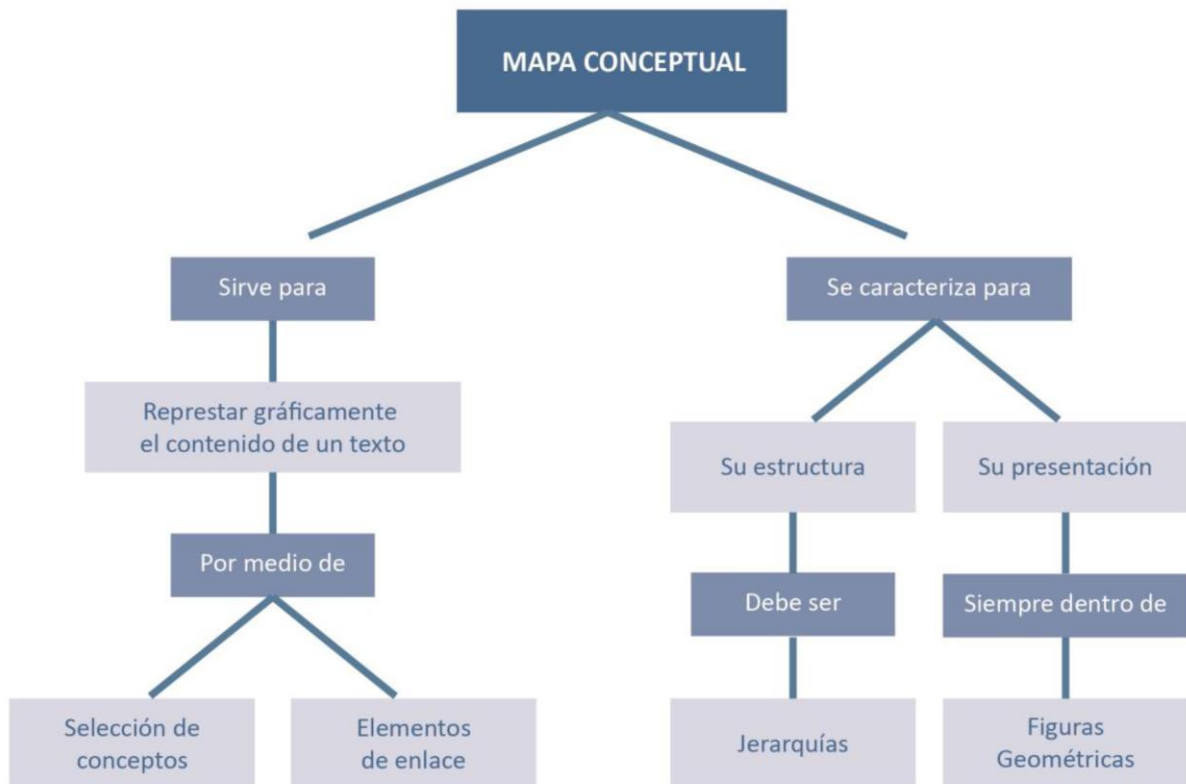 MAPA CONCEPTUAL
Sirve para
Se caracteriza para
Represtar gráficamente
el contenido de un texto
Su estructura
Su presentación
Por medio de
Debe ser
Siempre dentro de
Selección de
conceptos
Elementos
de enlace
Jerarquías
Figuras
Geométricas